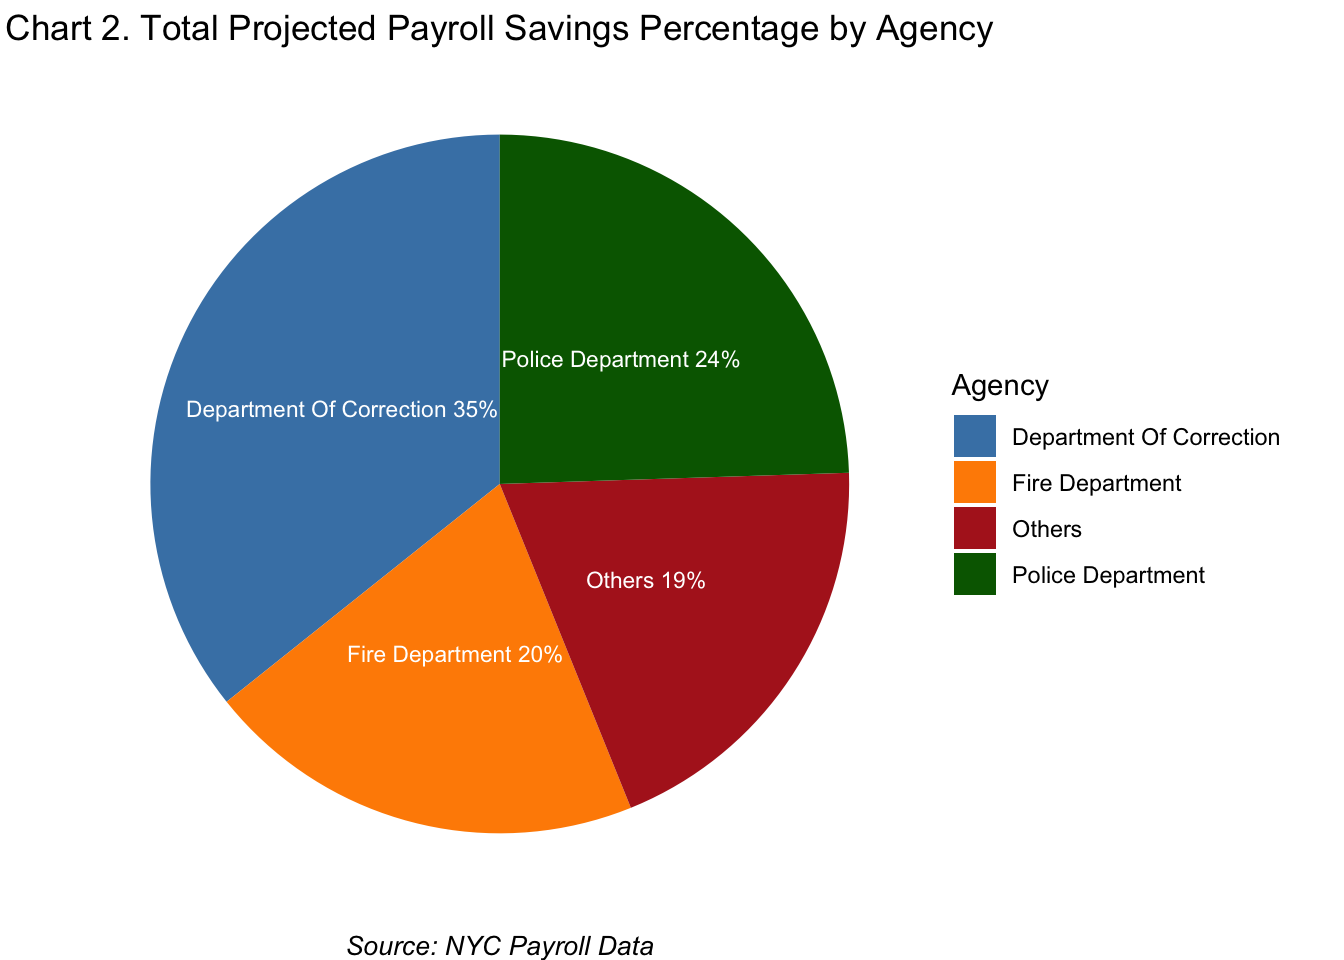 Chart 2. Total Projected Payroll Savings Percentage by Agency
Police Department 24%
Department Of Correction 35%
Others 19%
Fire Department 20%
Agency
Department Of Correction
Fire Department
Others
Police Department
Source: NYC Payroll Data